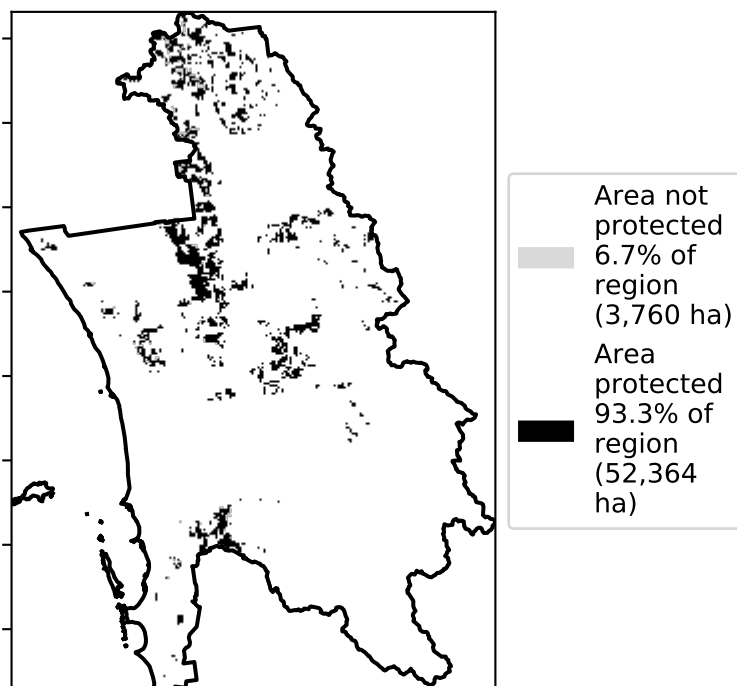 Area not
protected
6.7% of
region
(3,760 ha)
Area
protected
93.3% of
region
(52,364
ha)